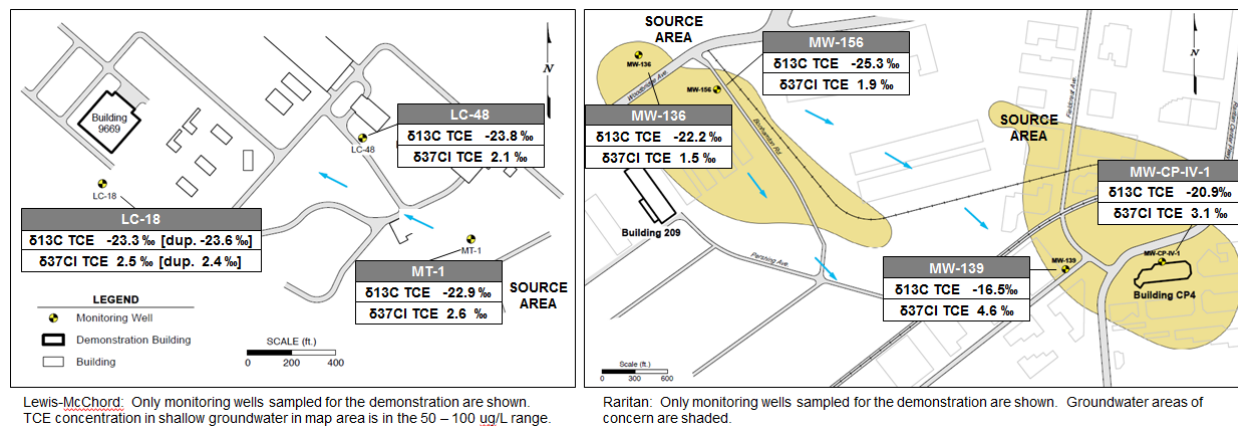 Building
9669
N
LC-48
δ13C TCE -23.8 ‰
δ37Cl TCE 2.1 ‰
LC-48
LC-18
LC-18
δ13C TCE -23.3 ‰ [dup. -23.6 ‰]
δ37Cl TCE 2.5 ‰ [dup. 2.4 ‰]
MT-1
MT-1
δ13C TCE -22.9 ‰
δ37Cl TCE 2.6 ‰
SOURCE
AREA
LEGEND
Monitoring Well
Demonstration Building
Building
SCALE (ft.)
0 200 400
Lewis-McChord: Only monitoring wells sampled for the demonstration are shown.
TCE concentration in shallow groundwater in map area is in the 50 – 100 ug/L range.
SOURCE
AREA
MW-136
Woodbridge Ave.
MW-156
MW-156
δ13C TCE -25.3 ‰
δ37Cl TCE 1.9 ‰
N
MW-136
δ13C TCE -22.2 ‰
δ37Cl TCE 1.5 ‰
Building 209
SOURCE
AREA
MW-CP-IV-1
δ13C TCE -20.9‰
δ37Cl TCE 3.1 ‰
MW-CP-IV-1
Building CP4
MW-139
MW-139
δ13C TCE -16.5‰
δ37Cl TCE 4.6 ‰
Scale (ft.)
0 300 600
Raritan: Only monitoring wells sampled for the demonstration are shown. Groundwater areas of
concern are shaded.